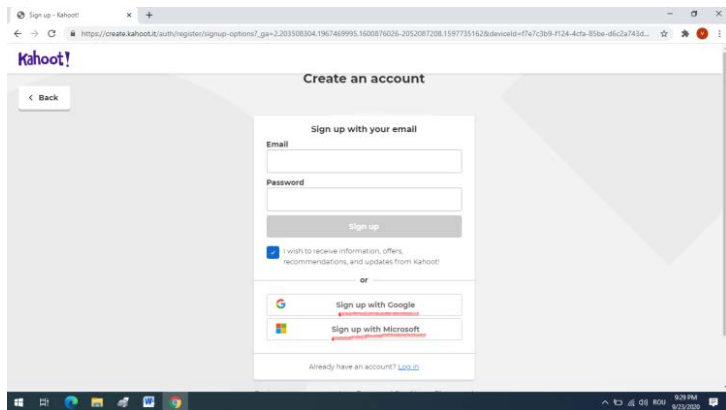 Sign up - Kahoot!
https://create.kahoot.it/auth/register/signup-options?_ga=2.203508304.1967469995.1600876026-2052087208.1597735162&deviceId=f7e7c3b9-f124-4cfa-85be-d6c2a743d...
Kahoot!
Create an account
Back
Sign up with your email
Email
Password
Sign up
I wish to receive information, offers,
recommendations, and updates from Kahoot!
or
Sign up with Google
Sign up with Microsoft
Already have an account? Log in
ROU
9:29 PM
9/23/2020